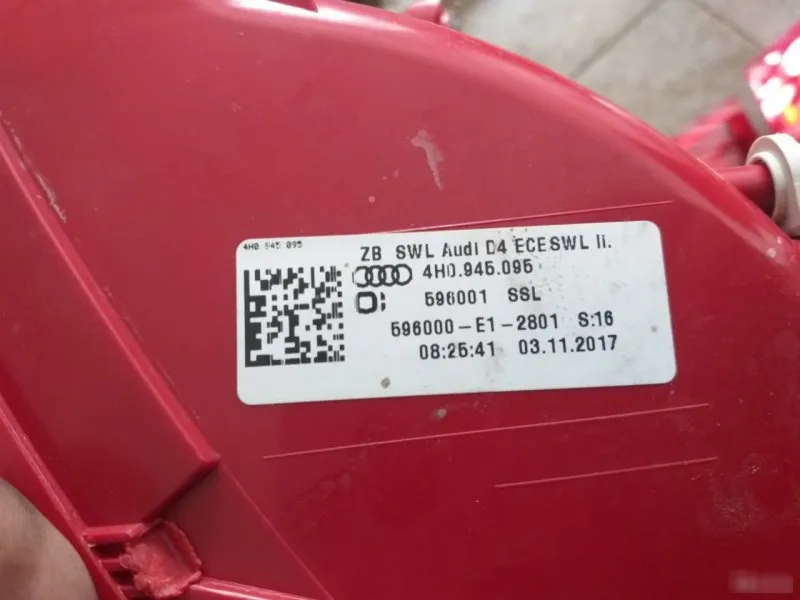 4H0 945 095
ZB SWL Audi D4 ECESWL li.
4H0.945.095
596001 SSL
596000-E1-2801 S:16
08:25:41 03.11.2017